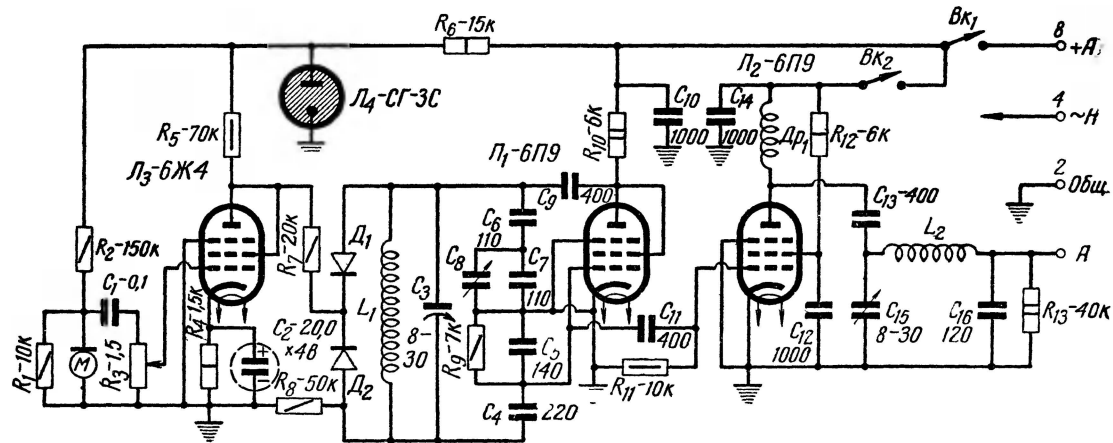 R₆-15к
Вк₁
8
+А
Л₂-6П9
Вк₂
Л₄-СГ-3С
C₁₀
1000
C₁₄
1000
4
~Н
R₅-70к
R₁₀-6к
Др₁
R₁₂-6к
Л₃-6Ж4
Л₁-6П9
2
Общ
C₉
400
C₁₃-400
R₂-150к
R₇-20к
Д₁
C₆
110
L₂
А
C₁-0,1
C₈
C₇
110
L₁
C₃
8-30
R₄-1,5к
C₂-20,0
×4в
C₁₁
400
C₁₂
1000
C₁₅
8-30
C₁₆
120
R₁₃-40к
R₁-10к
М
R₃-1,5
Д₂
R₉-7к
C₅
140
R₁₁-10к
R₈-50к
C₄
220